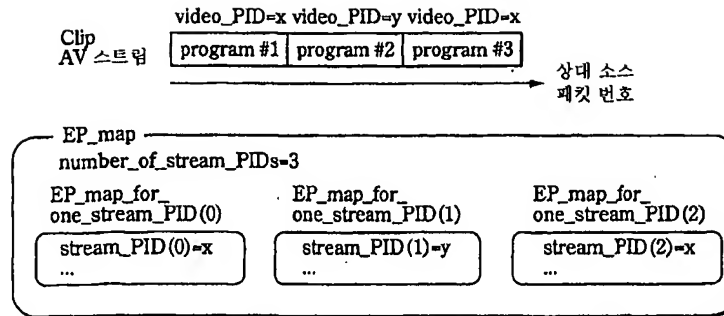 video_PID=x video_PID=y video_PID=x
Clip
AV 스트림
program #1 program #2 program #3
상대 소스
패킷 번호
EP_map
number_of_stream_PIDs=3
EP_map_for_
one_stream_PID(0)
EP_map_for_
one_stream_PID(1)
EP_map_for_
one_stream_PID(2)
stream_PID(0)=x
...
stream_PID(1)=y
...
stream_PID(2)=x
...